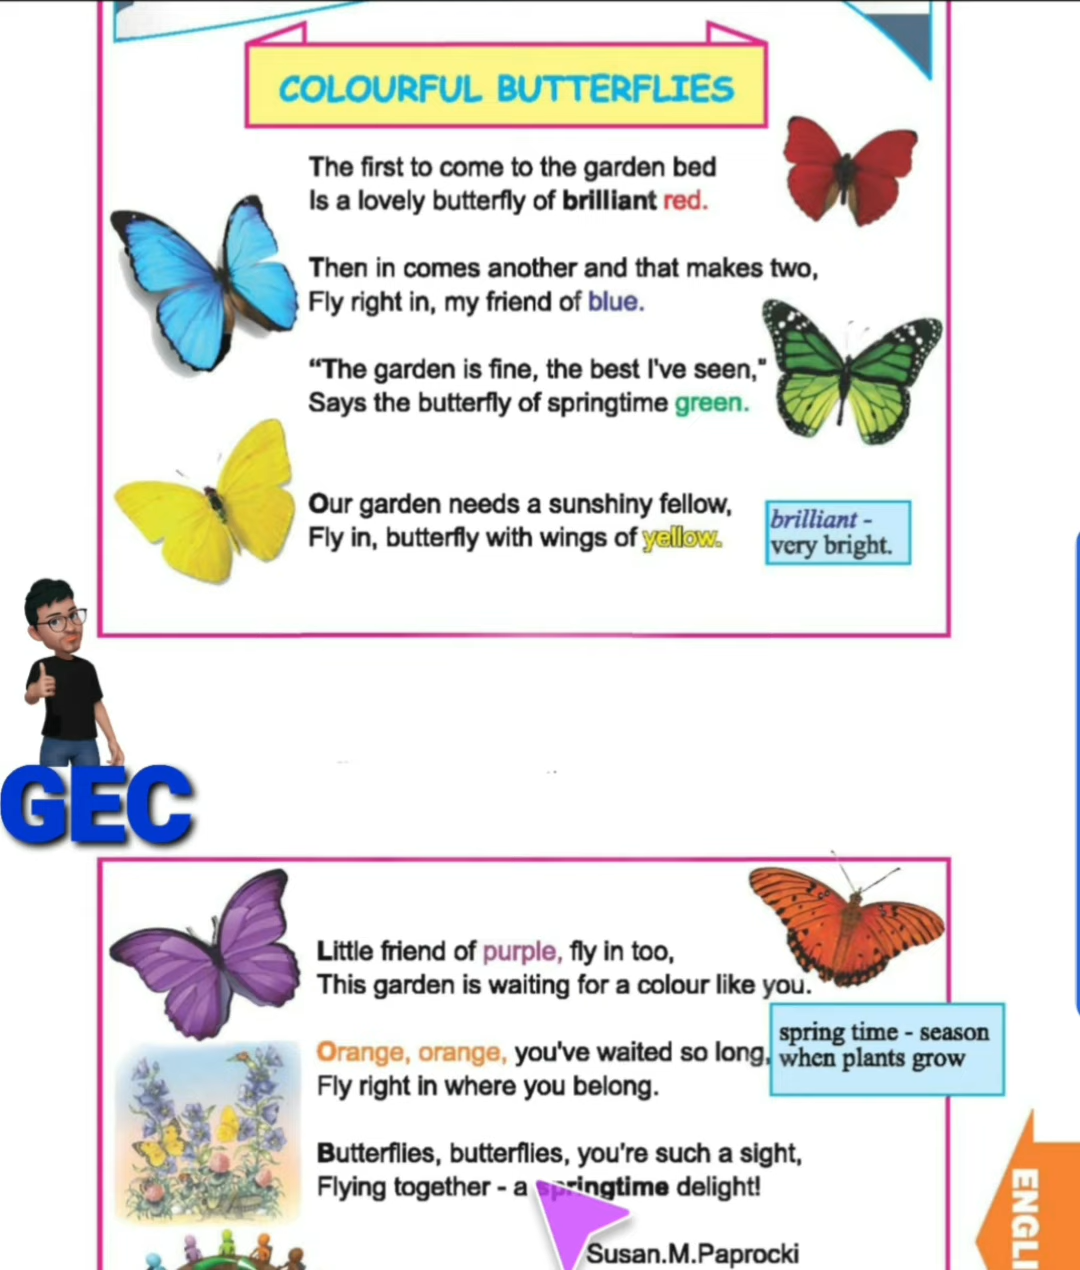 COLOURFUL BUTTERFLIES
The first to come to the garden bed
Is a lovely butterfly of brilliant red.
Then in comes another and that makes two,
Fly right in, my friend of blue.
“The garden is fine, the best I've seen,"
Says the butterfly of springtime green.
Our garden needs a sunshiny fellow,
Fly in, butterfly with wings of yellow.
brilliant -
very bright.
GEC
Little friend of purple, fly in too,
This garden is waiting for a colour like you.
Orange, orange, you've waited so long,
Fly right in where you belong.
spring time - season
when plants grow
Butterflies, butterflies, you're such a sight,
Flying together - a springtime delight!
Susan.M.Paprocki
ENGLI